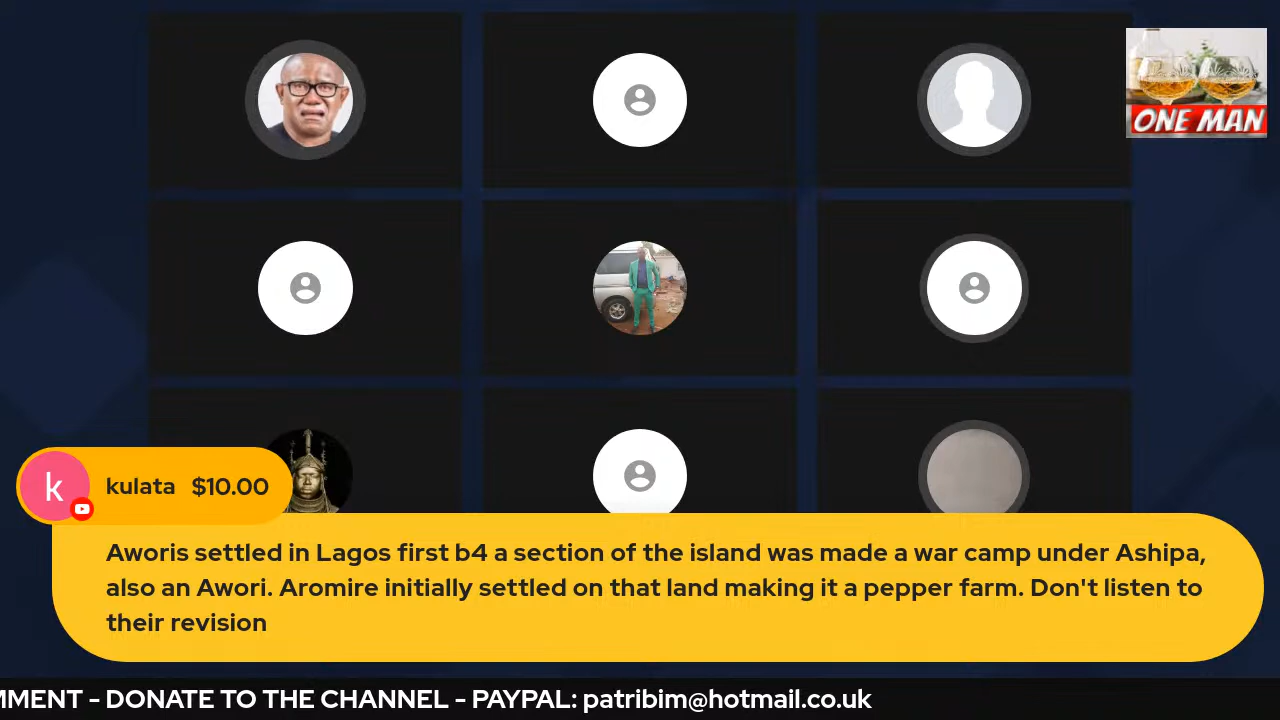 ONE MAN
k
kulata $10.00
Aworis settled in Lagos first b4 a section of the island was made a war camp under Ashipa,
also an Awori. Aromire initially settled on that land making it a pepper farm. Don't listen to
their revision
MMENT - DONATE TO THE CHANNEL - PAYPAL: patribim@hotmail.co.uk